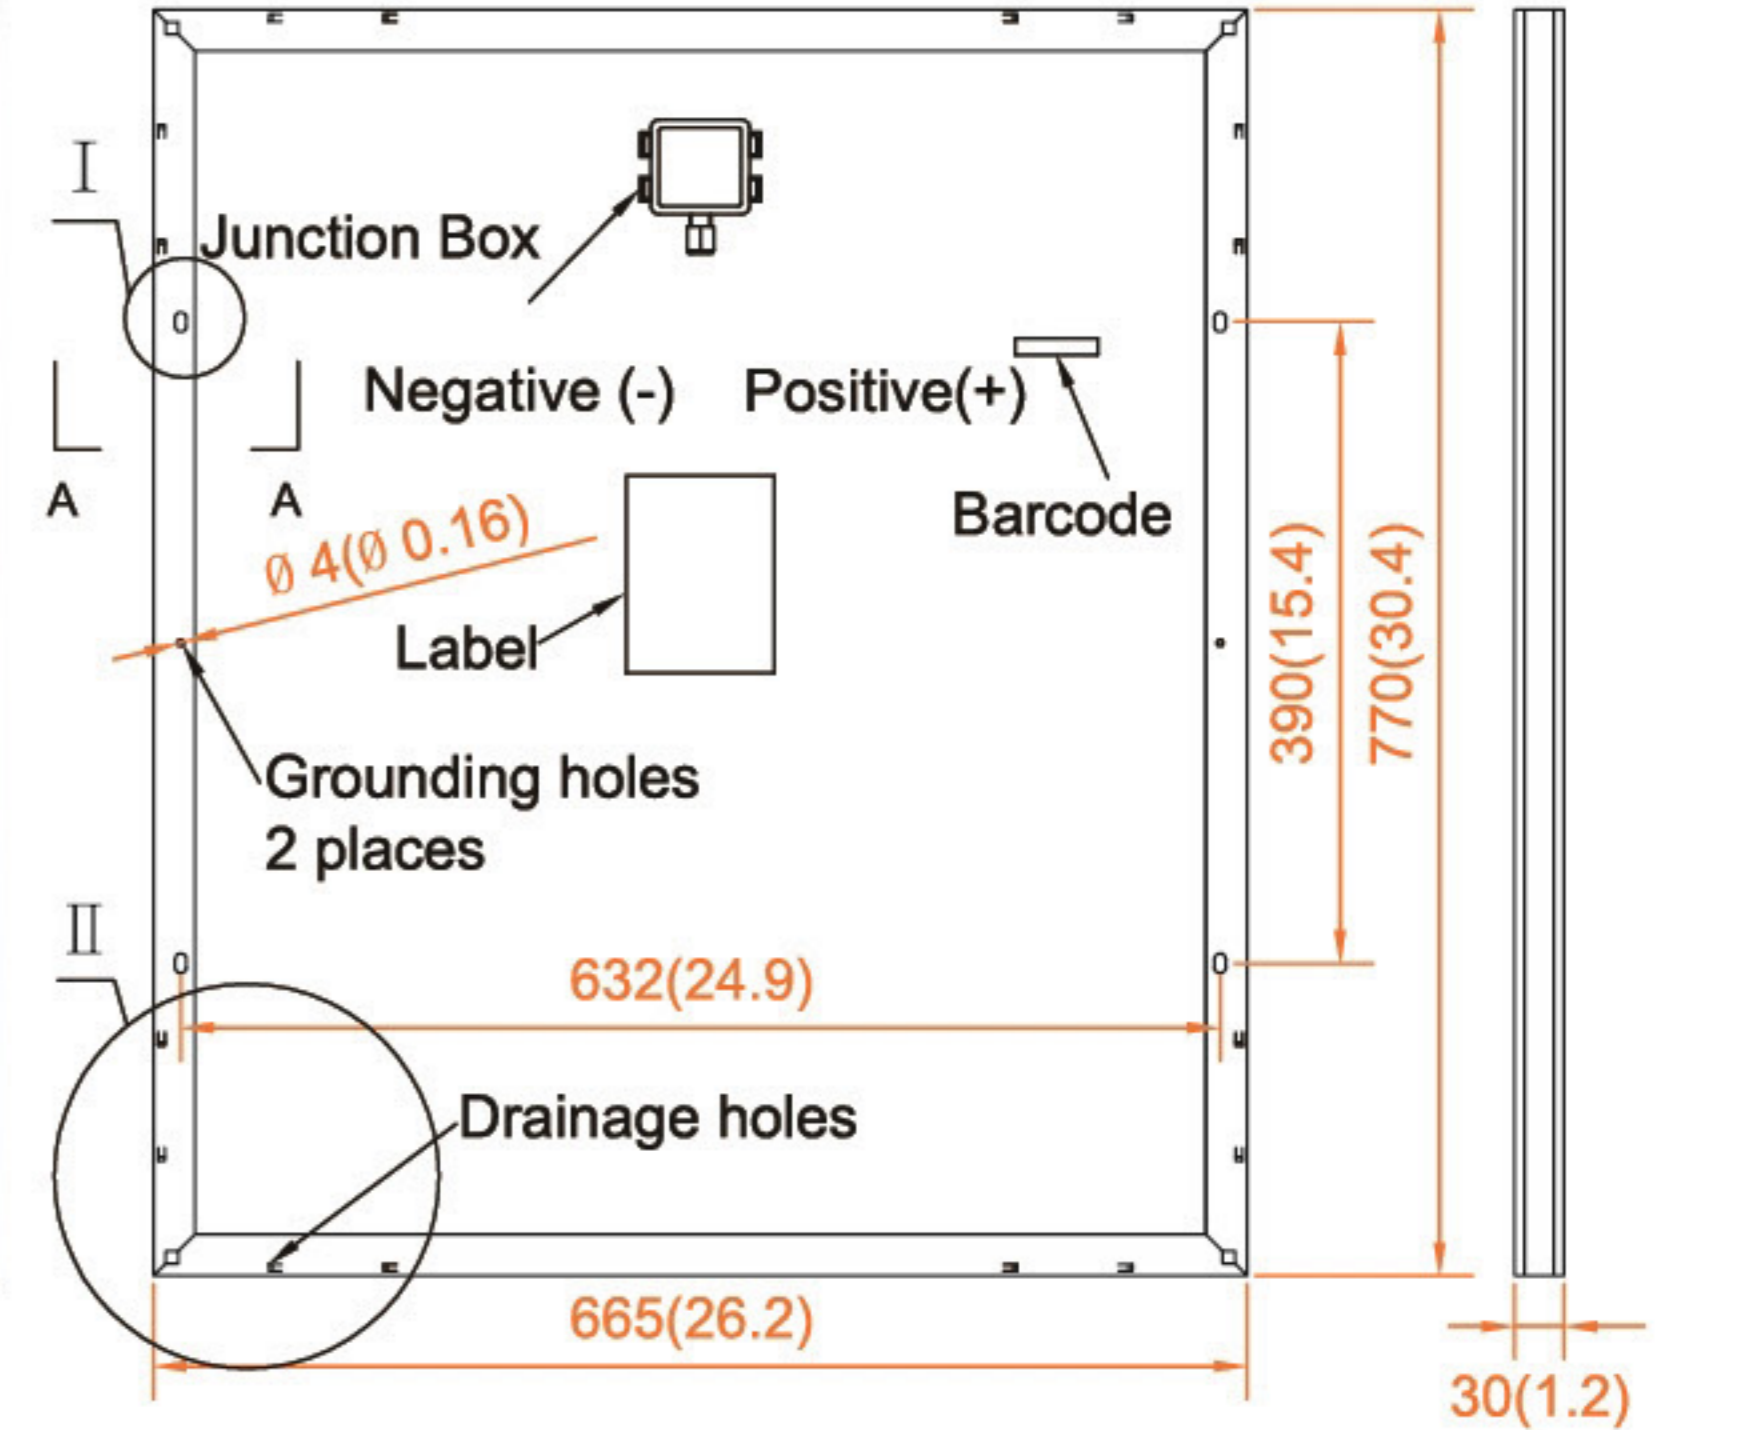 I
Junction Box
Negative (-)
Positive(+)
A
A
Barcode
Ø 4(Ø 0.16)
Label
390(15.4)
770(30.4)
Grounding holes
2 places
II
632(24.9)
Drainage holes
665(26.2)
30(1.2)